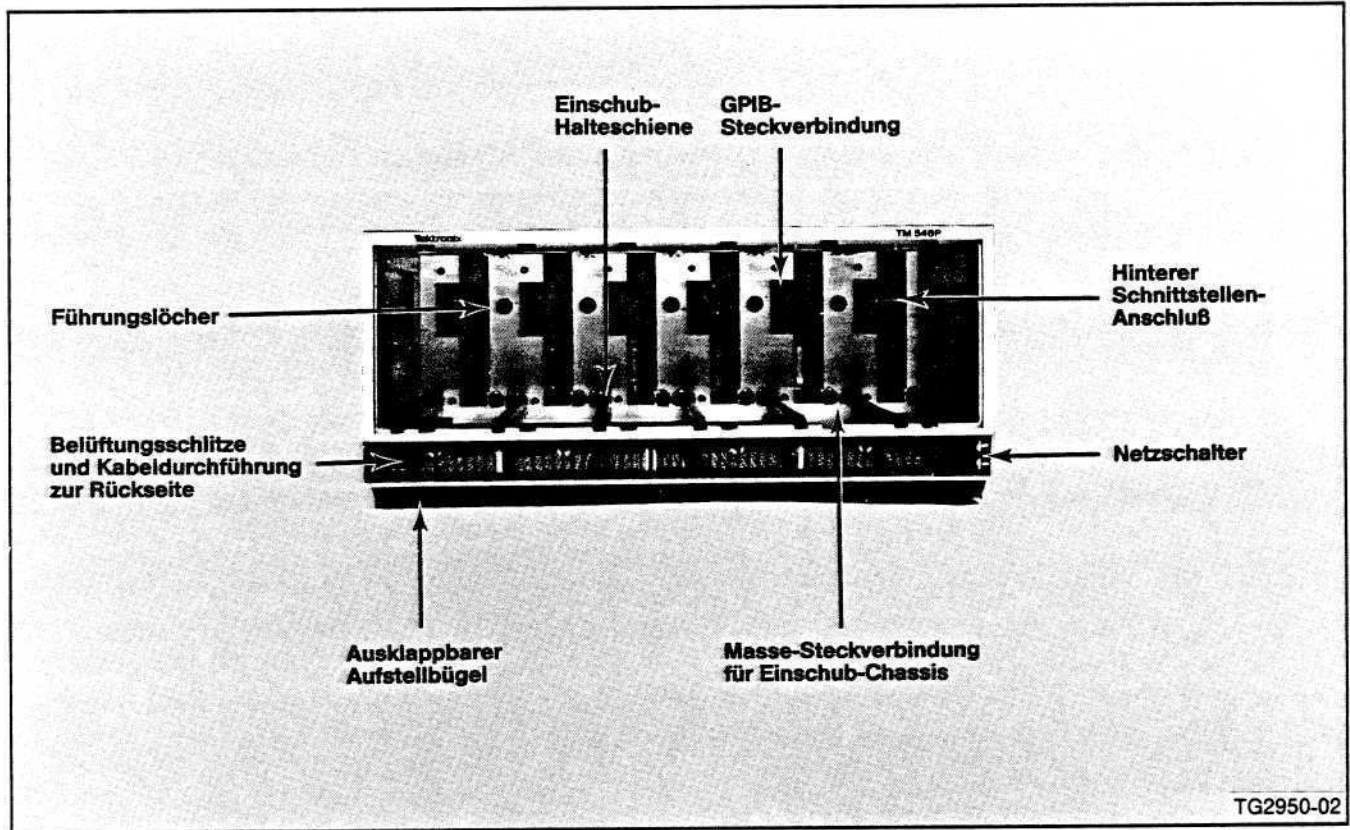 Einschub-
Halteschiene
GPIB-
Steckverbindung
Tektronix
TM 546P
Führungslöcher
Hinterer
Schnittstellen-
Anschluß
Belüftungsschlitze
und Kabeldurchführung
zur Rückseite
Netzschalter
Ausklappbarer
Aufstellbügel
Masse-Steckverbindung
für Einschub-Chassis
TG2950-02